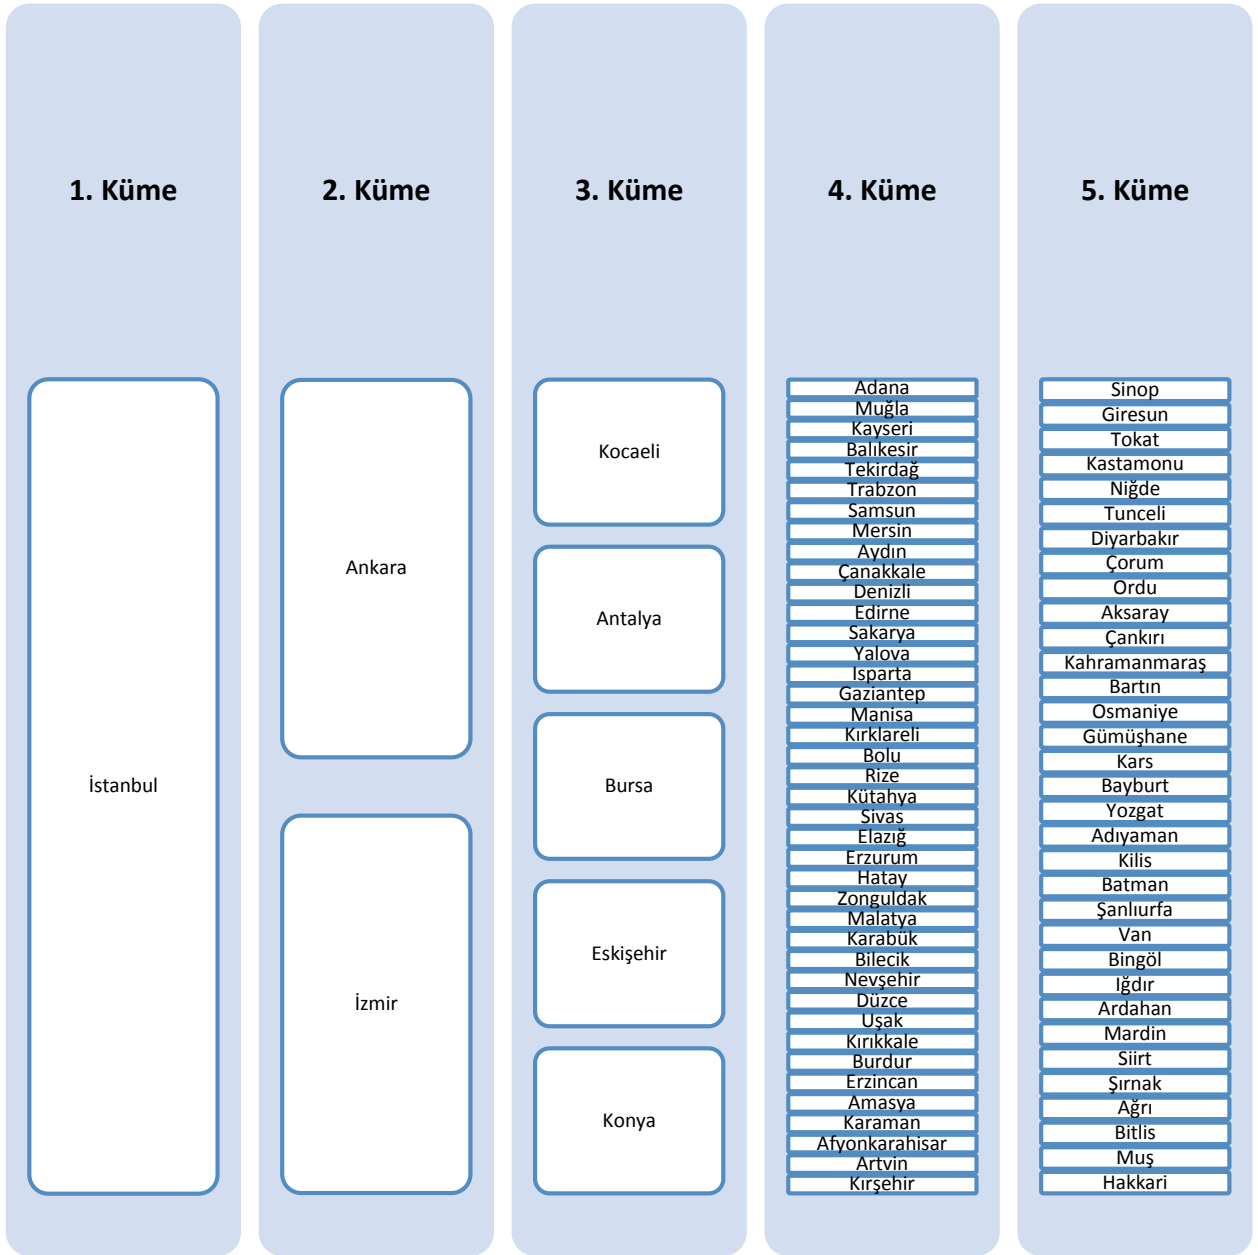 1. Küme
İstanbul
2. Küme
Ankara
İzmir
3. Küme
Kocaeli
Antalya
Bursa
Eskişehir
Konya
4. Küme
Adana
Muğla
Kayseri
Balıkesir
Tekirdağ
Trabzon
Samsun
Mersin
Aydın
Çanakkale
Denizli
Edirne
Sakarya
Yalova
Isparta
Gaziantep
Manisa
Kırklareli
Bolu
Rize
Kütahya
Sivas
Elazığ
Erzurum
Hatay
Zonguldak
Malatya
Karabük
Bilecik
Nevşehir
Düzce
Uşak
Kırıkkale
Burdur
Erzincan
Amasya
Karaman
Afyonkarahisar
Artvin
Kırşehir
5. Küme
Sinop
Giresun
Tokat
Kastamonu
Niğde
Tunceli
Diyarbakır
Çorum
Ordu
Aksaray
Çankırı
Kahramanmaraş
Bartın
Osmaniye
Gümüşhane
Kars
Bayburt
Yozgat
Adıyaman
Kilis
Batman
Şanlıurfa
Van
Bingöl
Iğdır
Ardahan
Mardin
Siirt
Şırnak
Ağrı
Bitlis
Muş
Hakkari